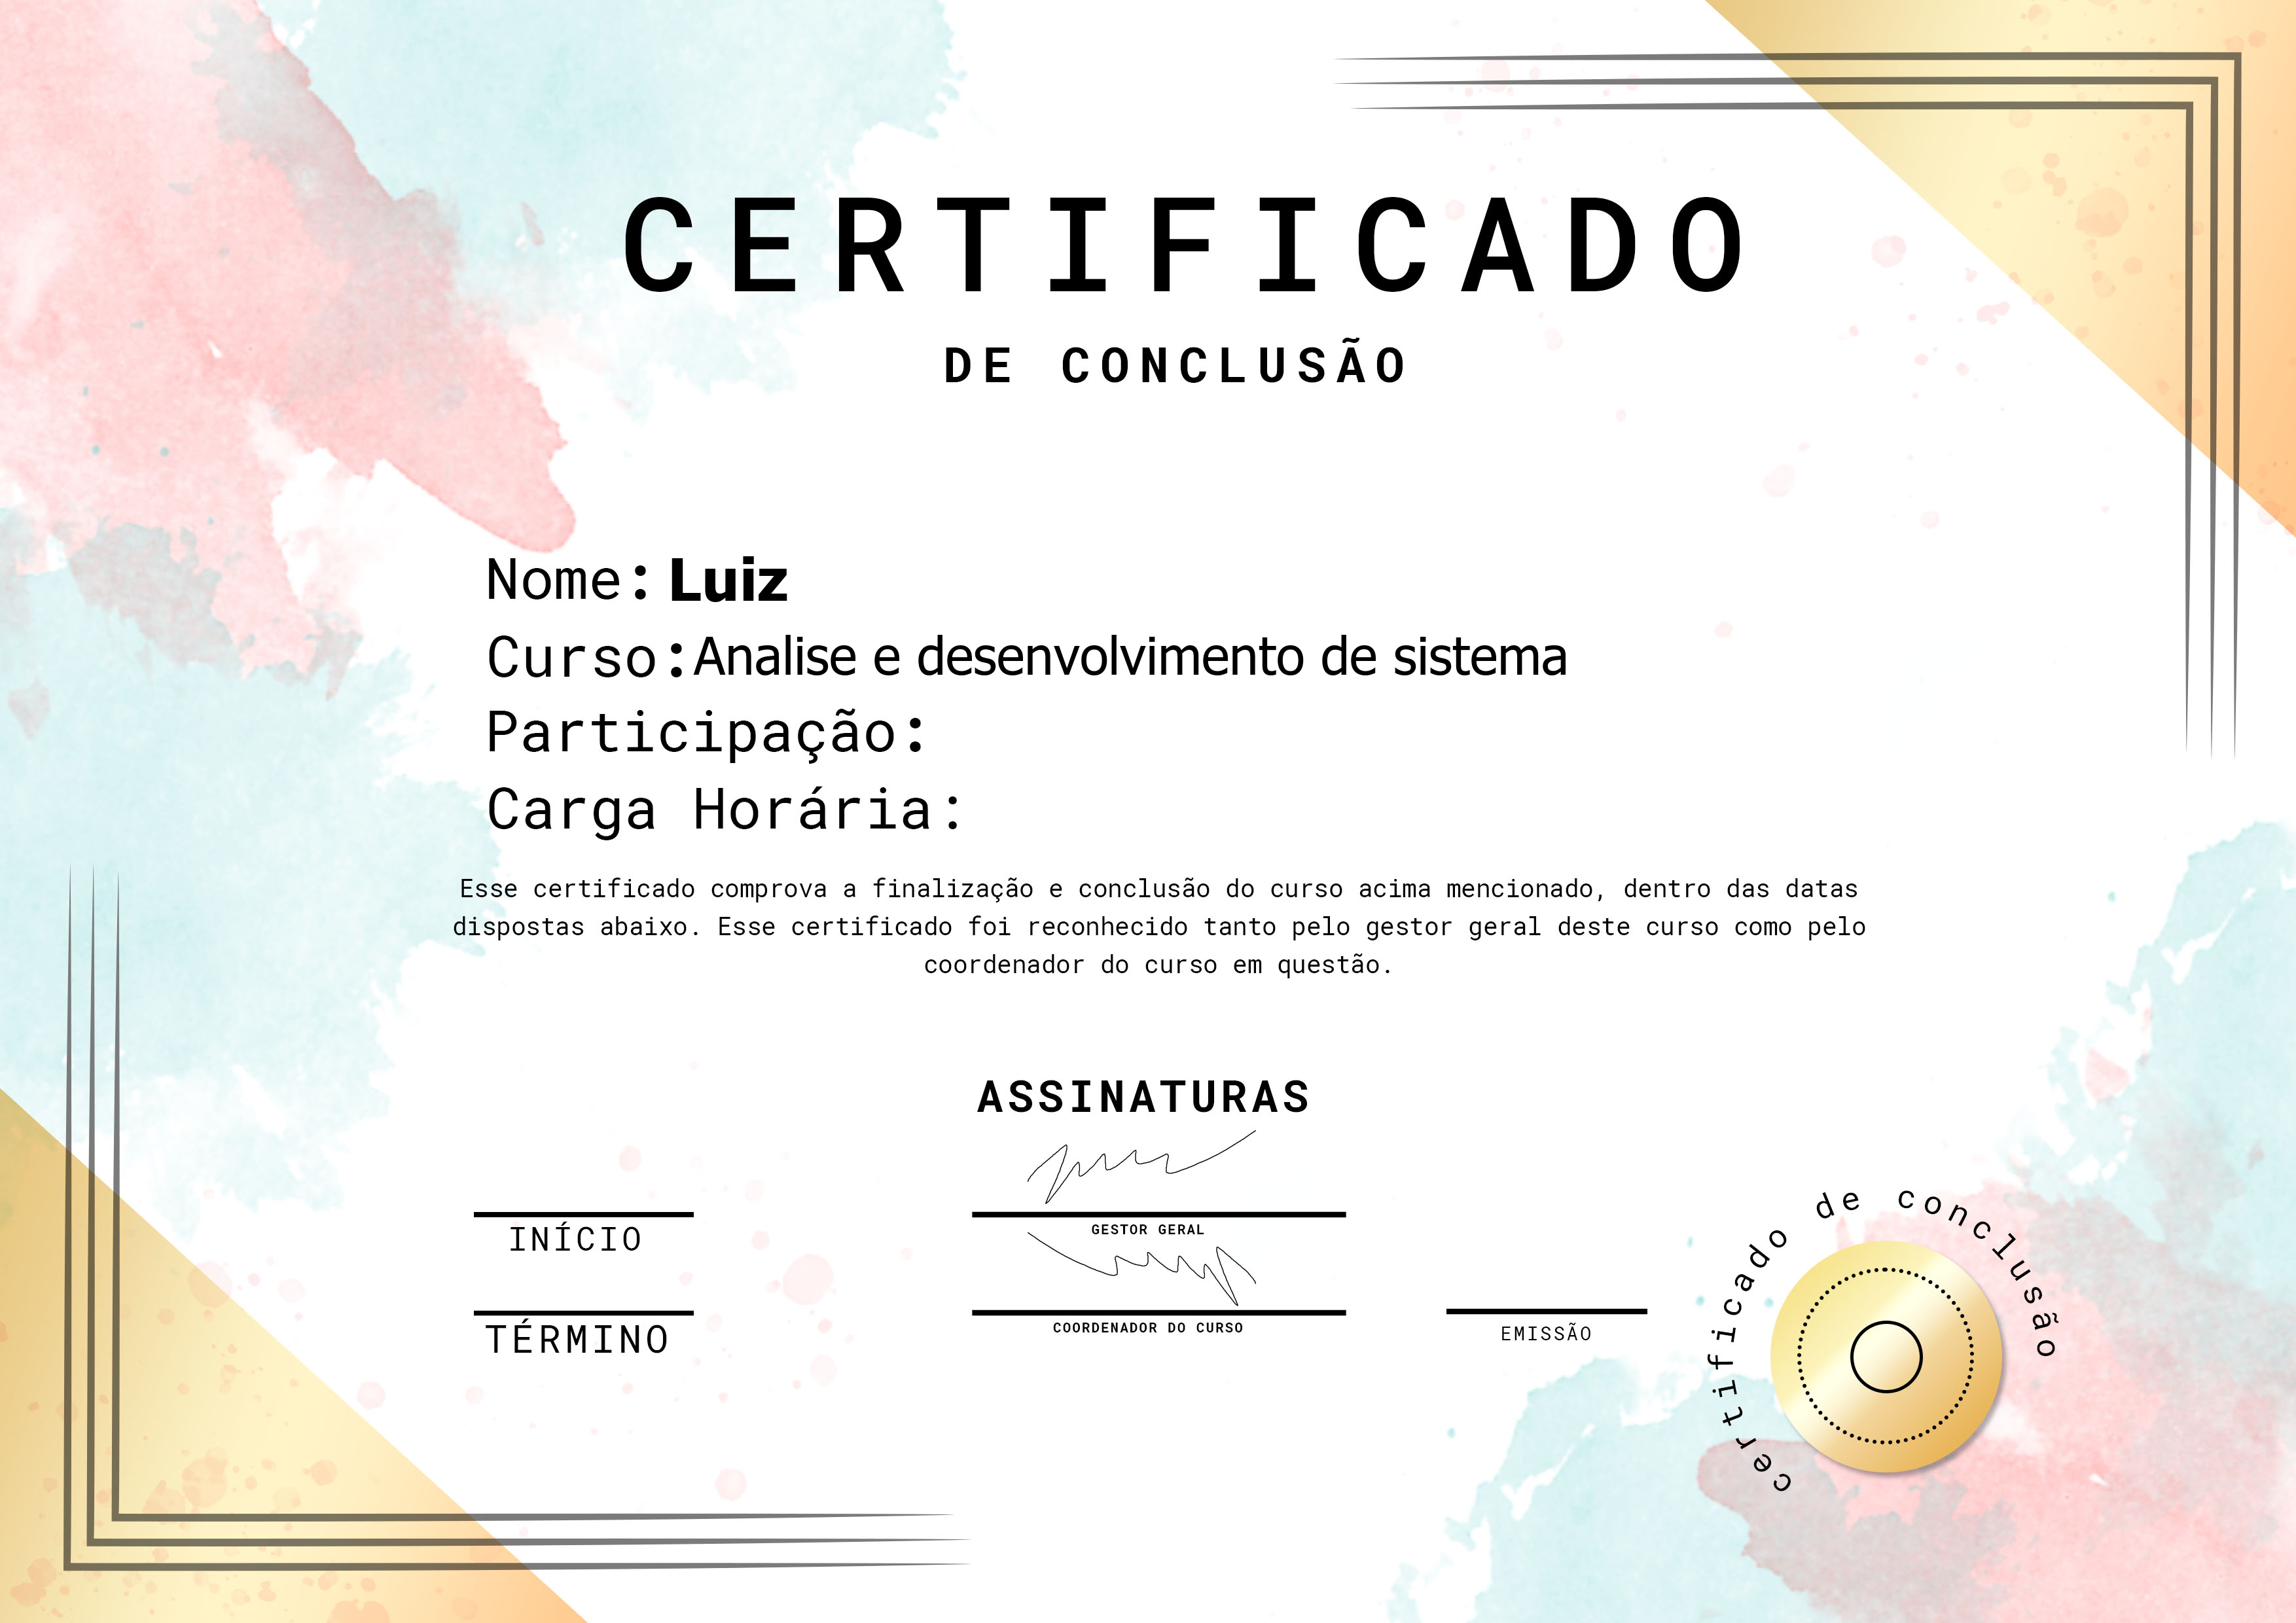 CERTIFICADO
DE CONCLUSÃO
Nome: Luiz
Curso: Analise e desenvolvimento de sistema
Participação:
Carga Horária:
Esse certificado comprova a finalização e conclusão do curso acima mencionado, dentro das datas
dispostas abaixo. Esse certificado foi reconhecido tanto pelo gestor geral deste curso como pelo
coordenador do curso em questão.
ASSINATURAS
INÍCIO
GESTOR GERAL
TÉRMINO
COORDENADOR DO CURSO
EMISSÃO
certificado de conclusão